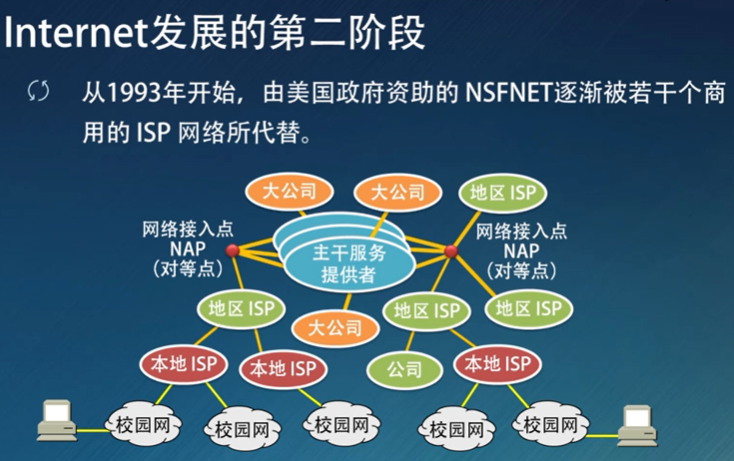 Internet发展的第二阶段
从1993年开始，由美国政府资助的 NSFNET逐渐被若干个商
用的 ISP 网络所代替。
大公司
大公司
地区 ISP
网络接入点
NAP
（对等点）
主干服务
提供者
网络接入点
NAP
（对等点）
地区 ISP
大公司
地区 ISP
地区 ISP
本地 ISP
本地 ISP
公司
本地 ISP
校园网
校园网
校园网
校园网
校园网